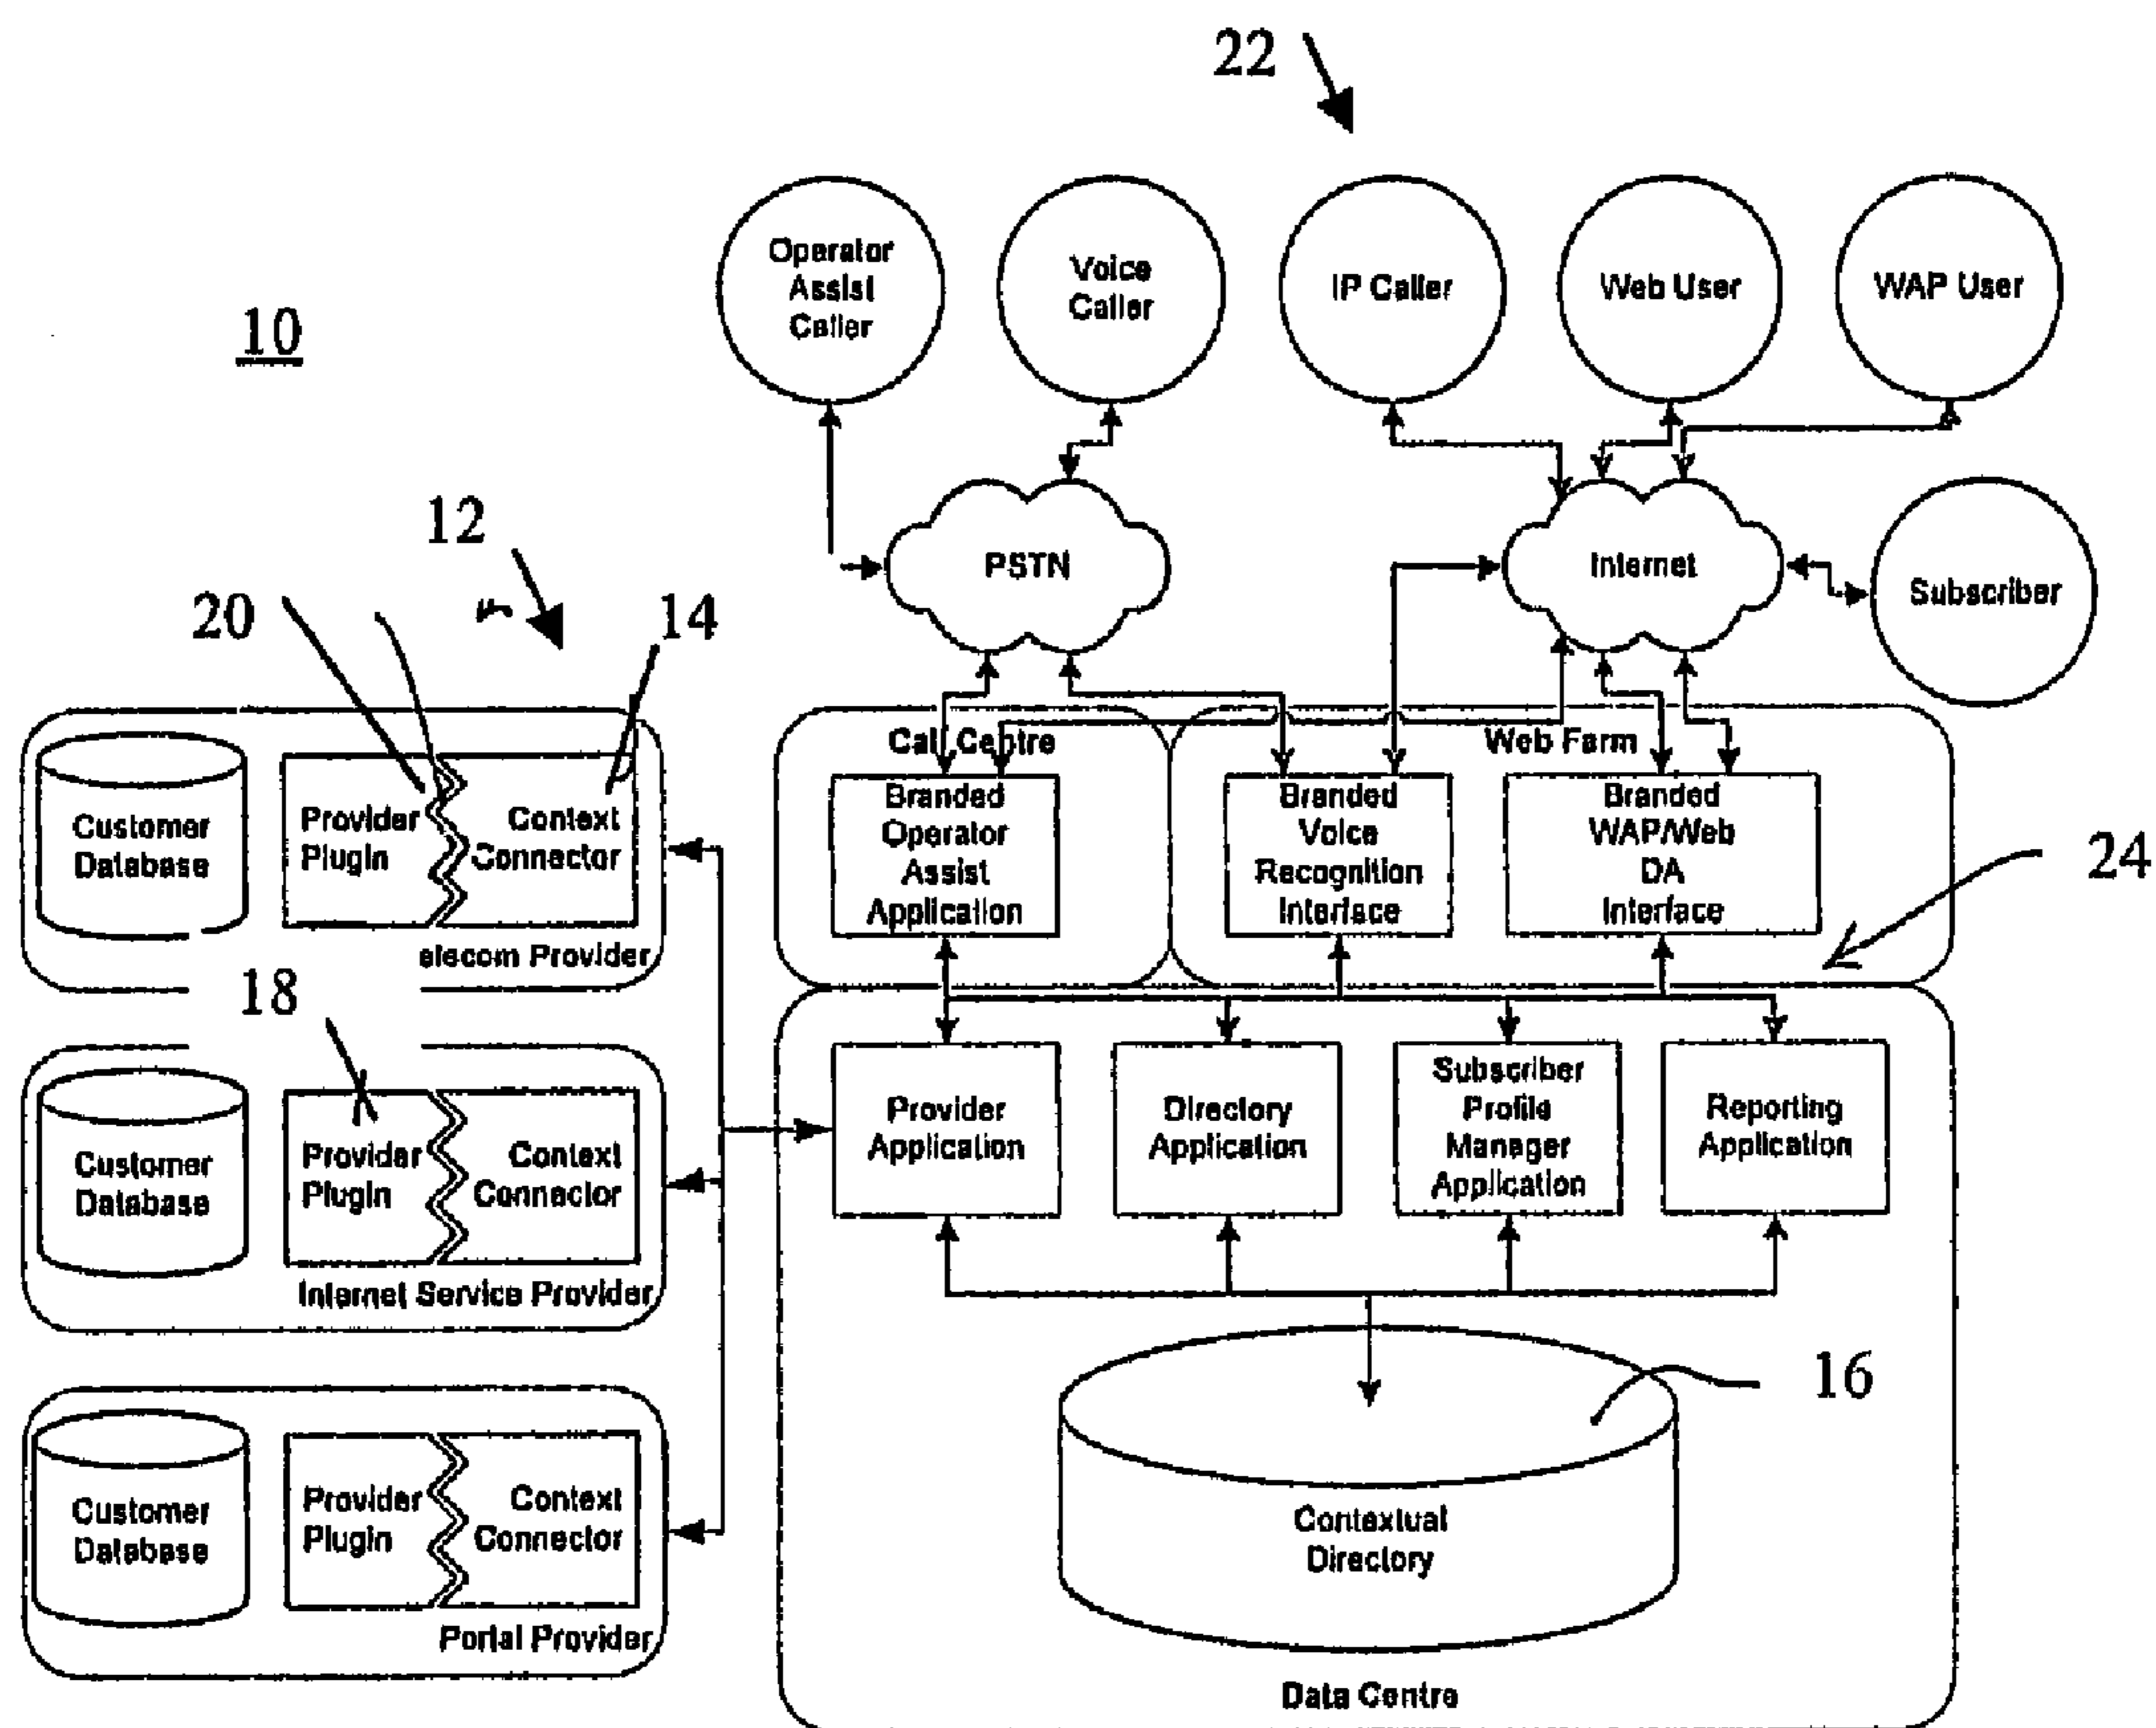 22
Operator
Assist
Caller
Voice
Caller
IP Caller
Web User
WAP User
10
12
20
14
PSTN
Internet
Subscriber
Customer
Database
Provider
Plugin
Context
Connector
elecom Provider
Call Centre
Web Farm
Branded
Operator
Assist
Application
Branded
Voice
Recognition
Interface
Branded
WAP/Web
DA
Interface
24
18
Customer
Database
Provider
Plugin
Context
Connector
Internet Service Provider
Provider
Application
Directory
Application
Subscriber
Profile
Manager
Application
Reporting
Application
16
Customer
Database
Provider
Plugin
Context
Connector
Portal Provider
Contextual
Directory
Data Centre